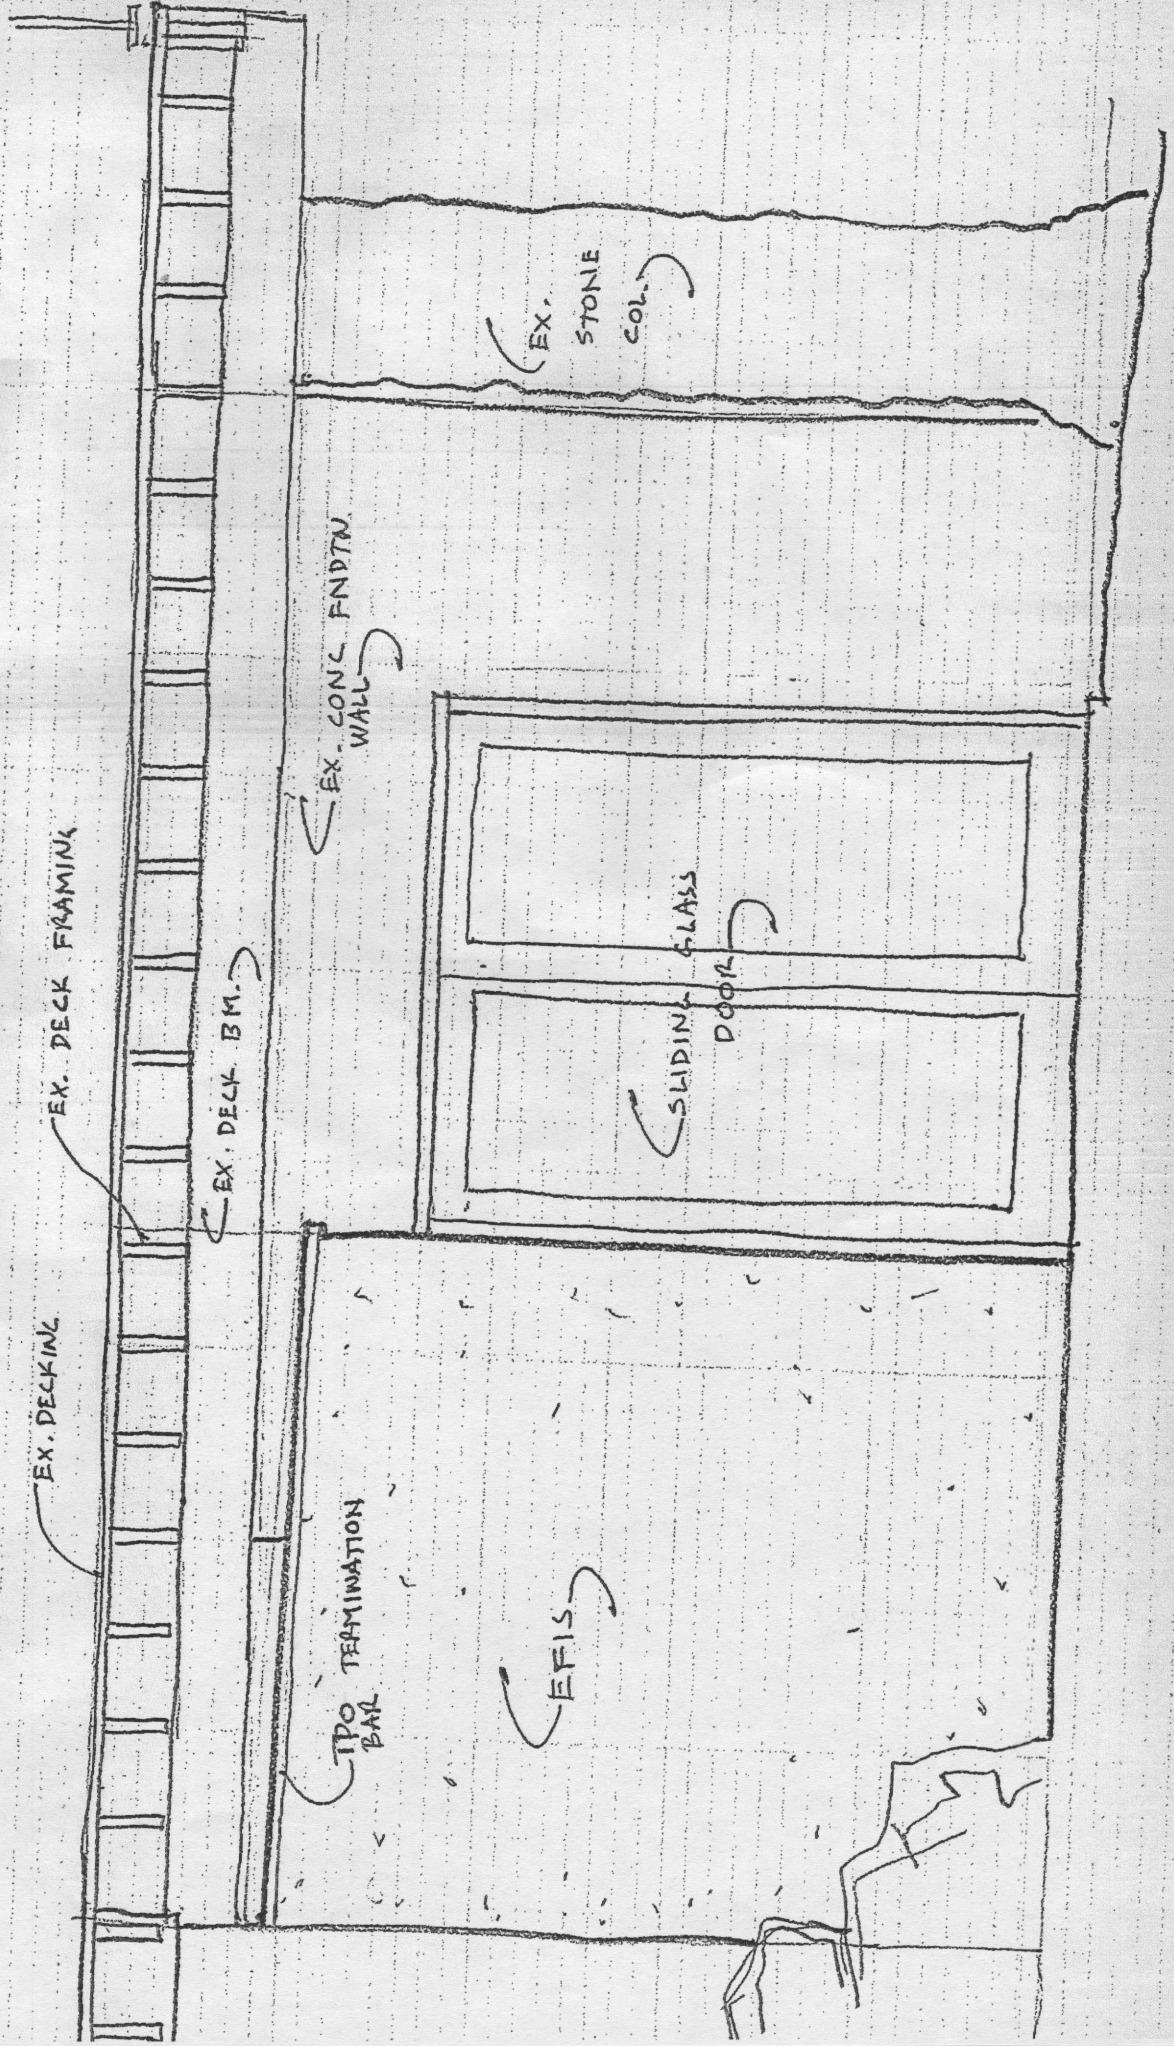 EX. DECKING
EX. DECK FRAMING
EX. DECK BM.
TPO TERMINATION
BAR
EX. CONC FNDTN
WALL
EFIS
SLIDING GLASS
DOOR
EX.
STONE
COL.